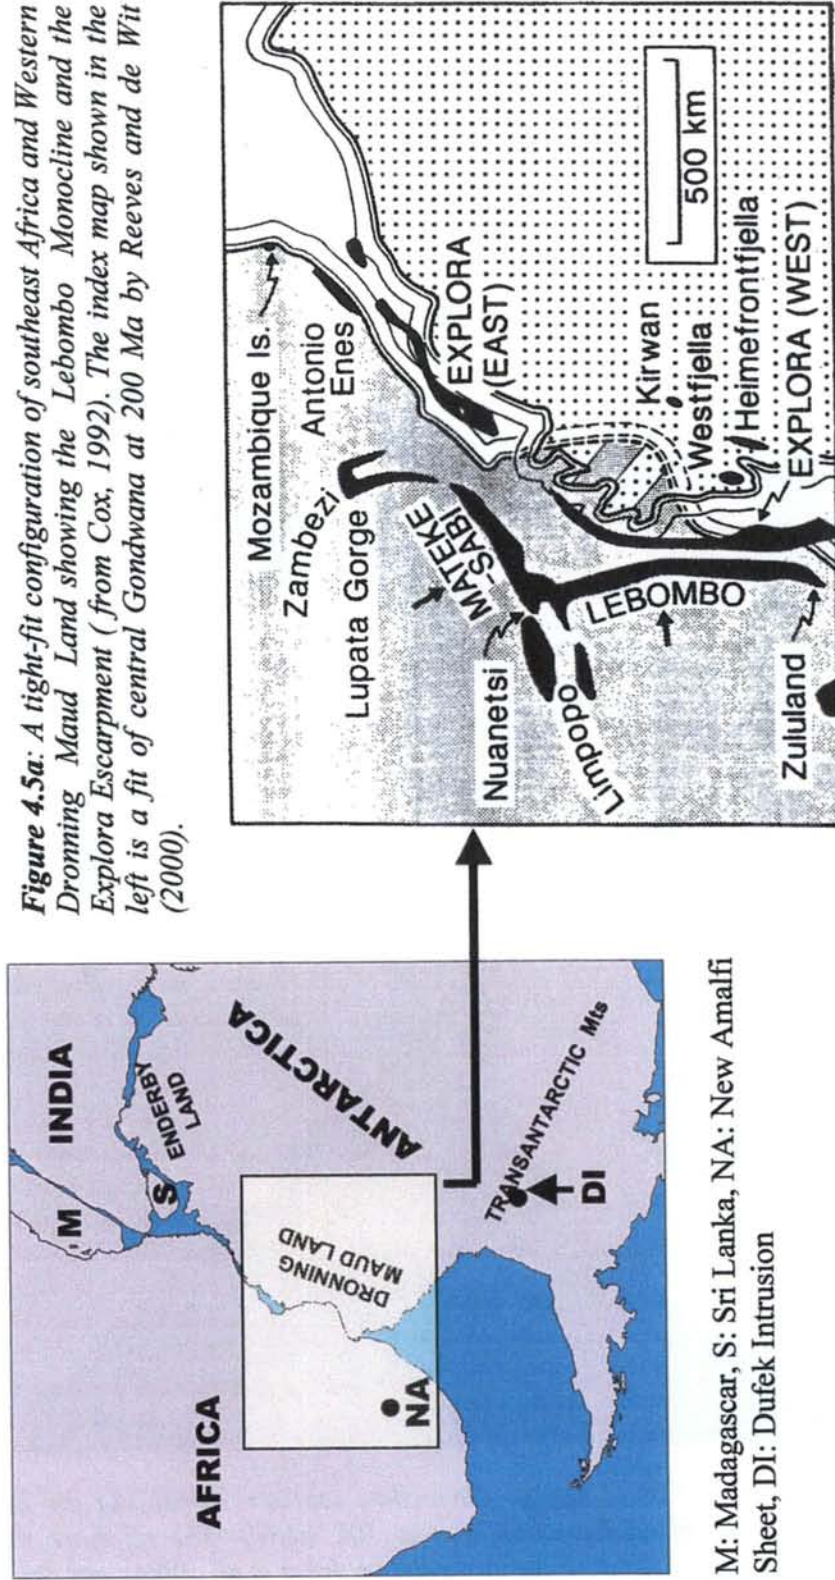 Figure 4.5a: A tight-fit configuration of southeast Africa and Western
Dronning Maud Land showing the Lebombo Monocline and the
Explora Escarpment ( from Cox, 1992). The index map shown in the
left is a fit of central Gondwana at 200 Ma by Reeves and de Wit
(2000).
INDIA
'M
S
ENDERBY
LAND
AFRICA
ANTARCTICA
DRONNING
MAUD LAND
NA
TRANSANTARCTIC Mts
DI
Mozambique Is.
Zambezi
Antonio
Enes
Lupata Gorge
EXPLORA
(EAST)
MATEKE
-SABI
Nuanetsi
Limpopo
LEBOMBO
Zululand
Kirwan
Westfjella
Heimefrontfjella
EXPLORA (WEST)
500 km
M: Madagascar, S: Sri Lanka, NA: New Amalfi
Sheet, DI: Dufek Intrusion